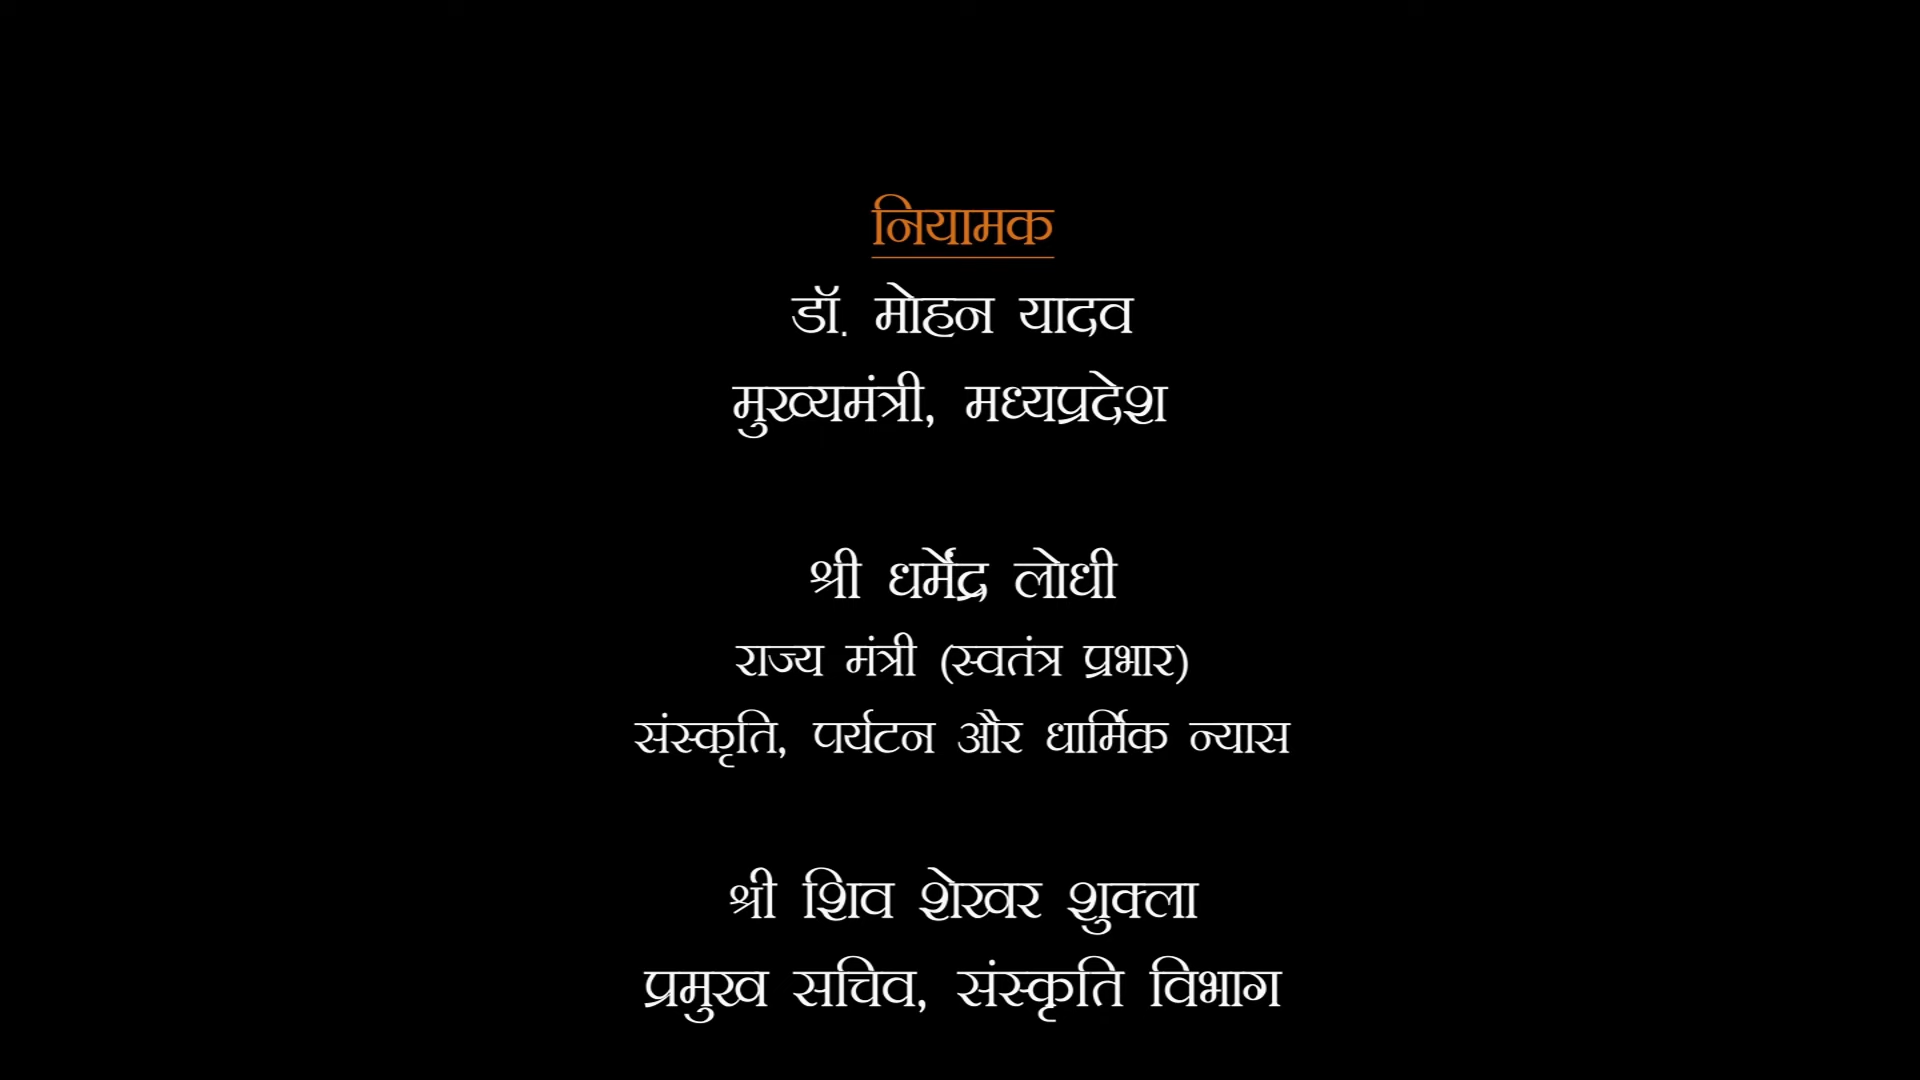 नियामक
डॉ. मोहन यादव
मुख्यमंत्री, मध्यप्रदेश
श्री धर्मेंद्र लोधी
राज्य मंत्री (स्वतंत्र प्रभार)
संस्कृति, पर्यटन और धार्मिक न्यास
श्री शिव शेखर शुक्ला
प्रमुख सचिव, संस्कृति विभाग